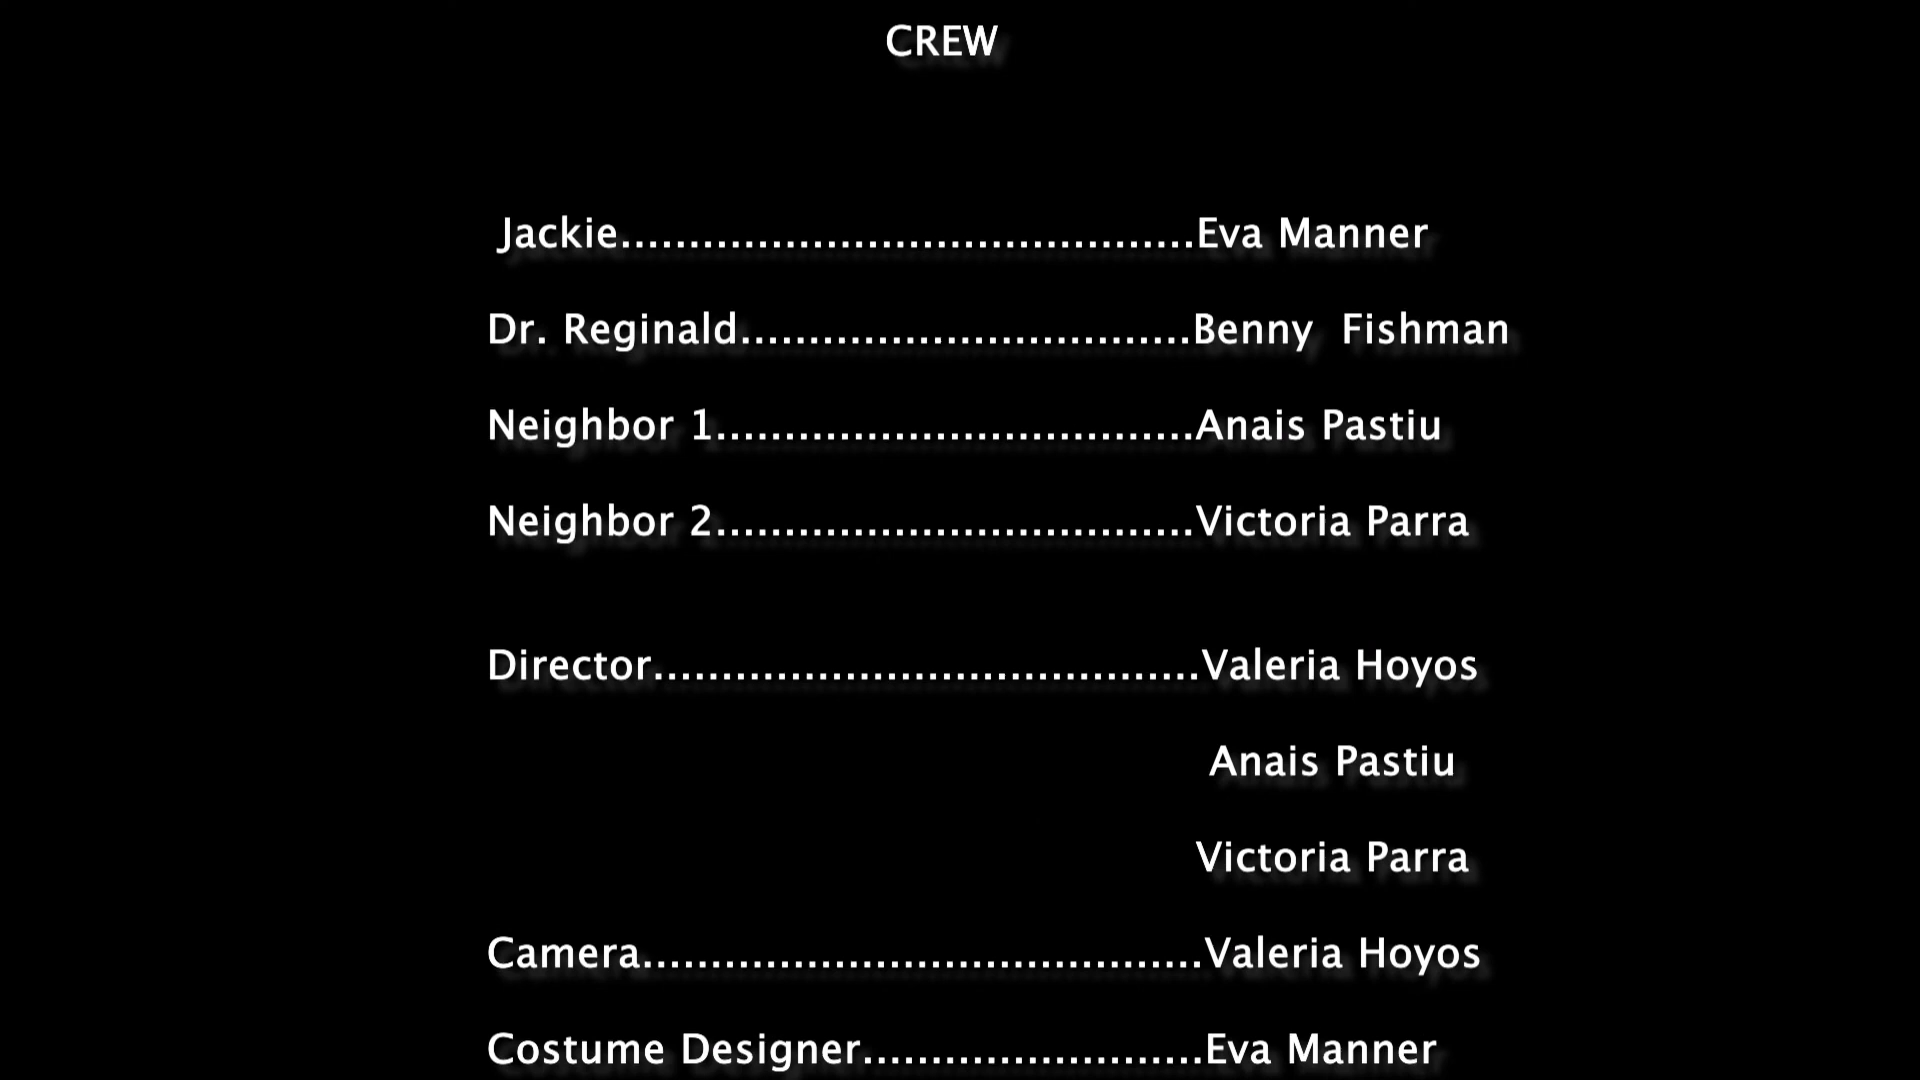 CREW
Jackie..........................................Eva Manner
Dr. Reginald.................................Benny  Fishman
Neighbor 1...................................Anais Pastiu
Neighbor 2...................................Victoria Parra
Director........................................Valeria Hoyos
Anais Pastiu
Victoria Parra
Camera.........................................Valeria Hoyos
Costume Designer.........................Eva Manner